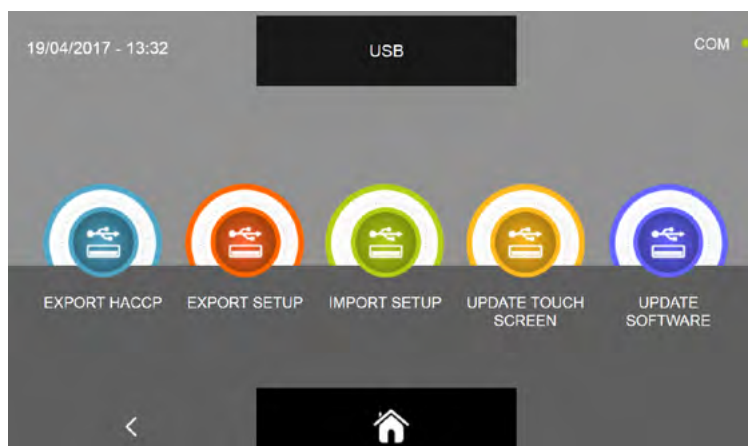 19/04/2017 - 13:32
USB
COM
EXPORT HACCP
EXPORT SETUP
IMPORT SETUP
UPDATE TOUCH
SCREEN
UPDATE
SOFTWARE